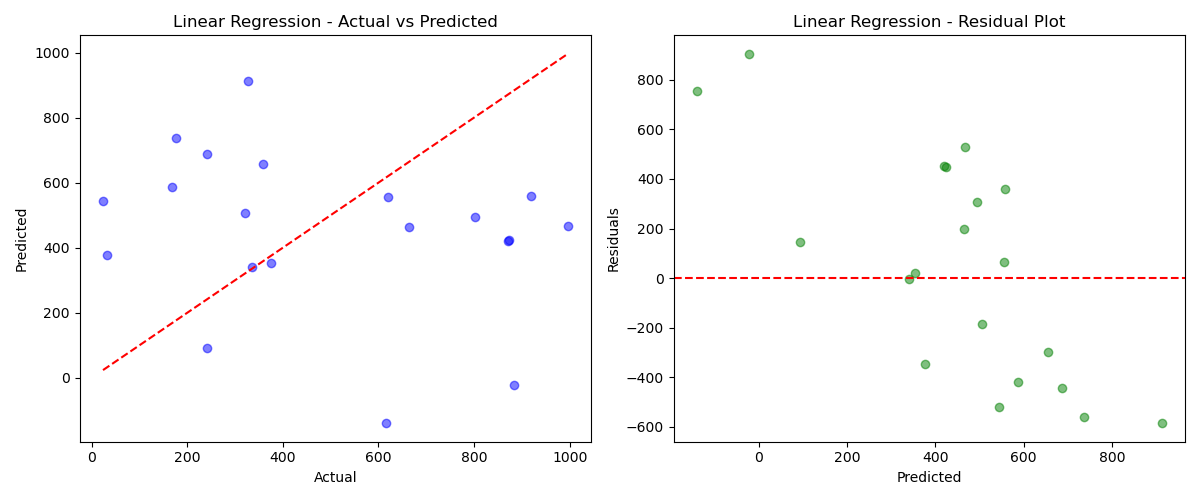 Linear Regression - Actual vs Predicted
1000
800
600
400
200
0
Predicted
0 200 400 600 800 1000
Actual
Linear Regression - Residual Plot
800
600
400
200
0
−200
−400
−600
Residuals
0 200 400 600 800
Predicted